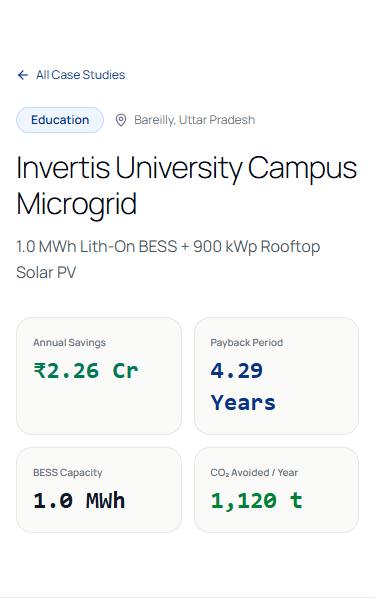 All Case Studies
Education
Bareilly, Uttar Pradesh
Invertis University Campus
Microgrid
1.0 MWh Lith-On BESS + 900 kWp Rooftop
Solar PV
Annual Savings
₹2.26 Cr
Payback Period
4.29
Years
BESS Capacity
1.0 MWh
CO₂ Avoided / Year
1,120 t